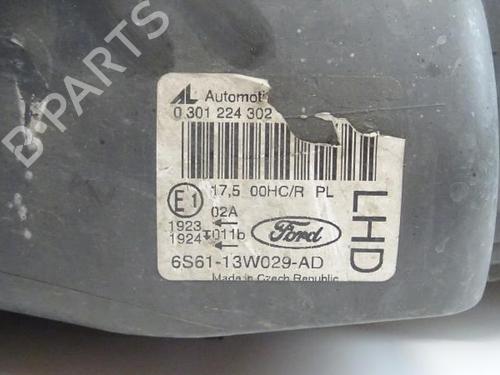 B-PARTS
AL Automoti
0 301 224 302
E1 17,5 00HC/R PL
02A
1923
1924 011b
Ford
6S61-13W029-AD
Made in Czech Republic
LHD